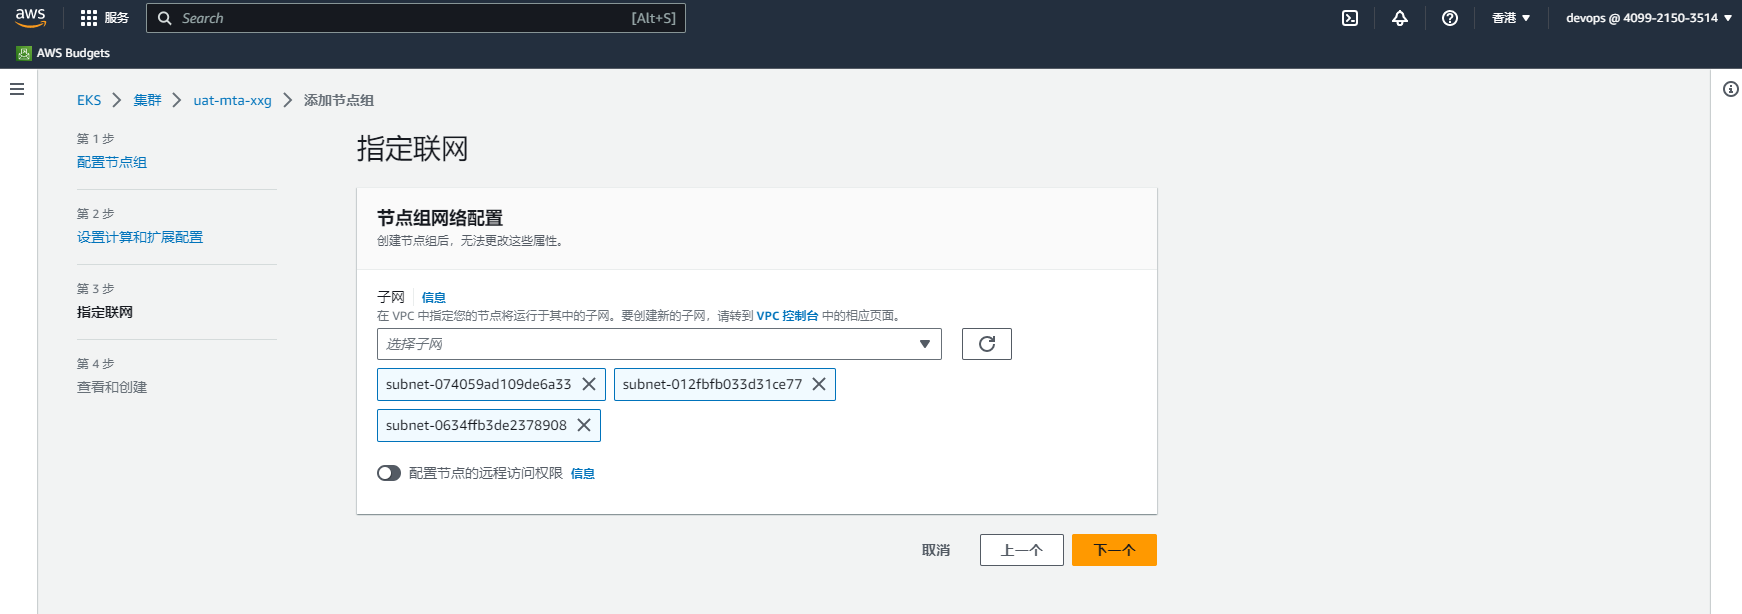 aws 服务 Search [Alt+S] 香港 devops @ 4099-2150-3514
AWS Budgets
EKS 集群 uat-mta-xxg 添加节点组
第 1 步
配置节点组
第 2 步
设置计算和扩展配置
第 3 步
指定联网
第 4 步
查看和创建
指定联网
节点组网络配置
创建节点组后，无法更改这些属性。
子网 信息
在 VPC 中指定您的节点将运行于其中的子网。要创建新的子网，请转到 VPC 控制台 中的相应页面。
选择子网
subnet-074059ad109de6a33 subnet-012fbfb033d31ce77
subnet-0634ffb3de2378908
配置节点的远程访问权限 信息
取消 上一个 下一个